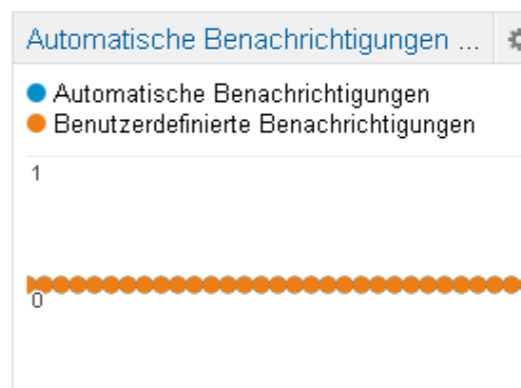 Automatische Benachrichtigungen ...
Automatische Benachrichtigungen
Benutzerdefinierte Benachrichtigungen
1
0